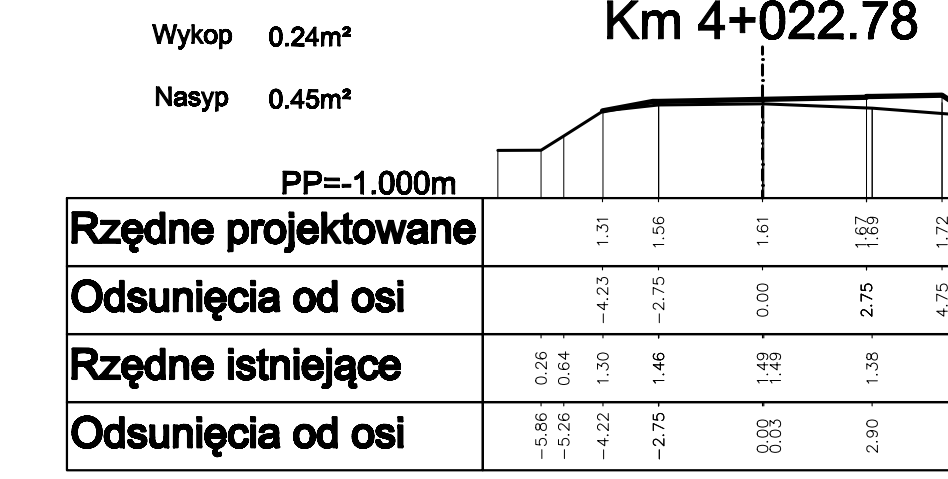 Km 4+022.78
Wykop 0.24m²
Nasyp 0.45m²
PP=-1.000m
Rzędne projektowane 1.31 1.56 1.61 1.67 1.69 1.72
Odsunięcia od osi -4.23 -2.75 0.00 2.75 4.75
Rzędne istniejące 0.26 0.64 1.30 1.46 1.49 1.49 1.38
Odsunięcia od osi -5.86 -5.26 -4.22 -2.75 0.00 0.03 2.90